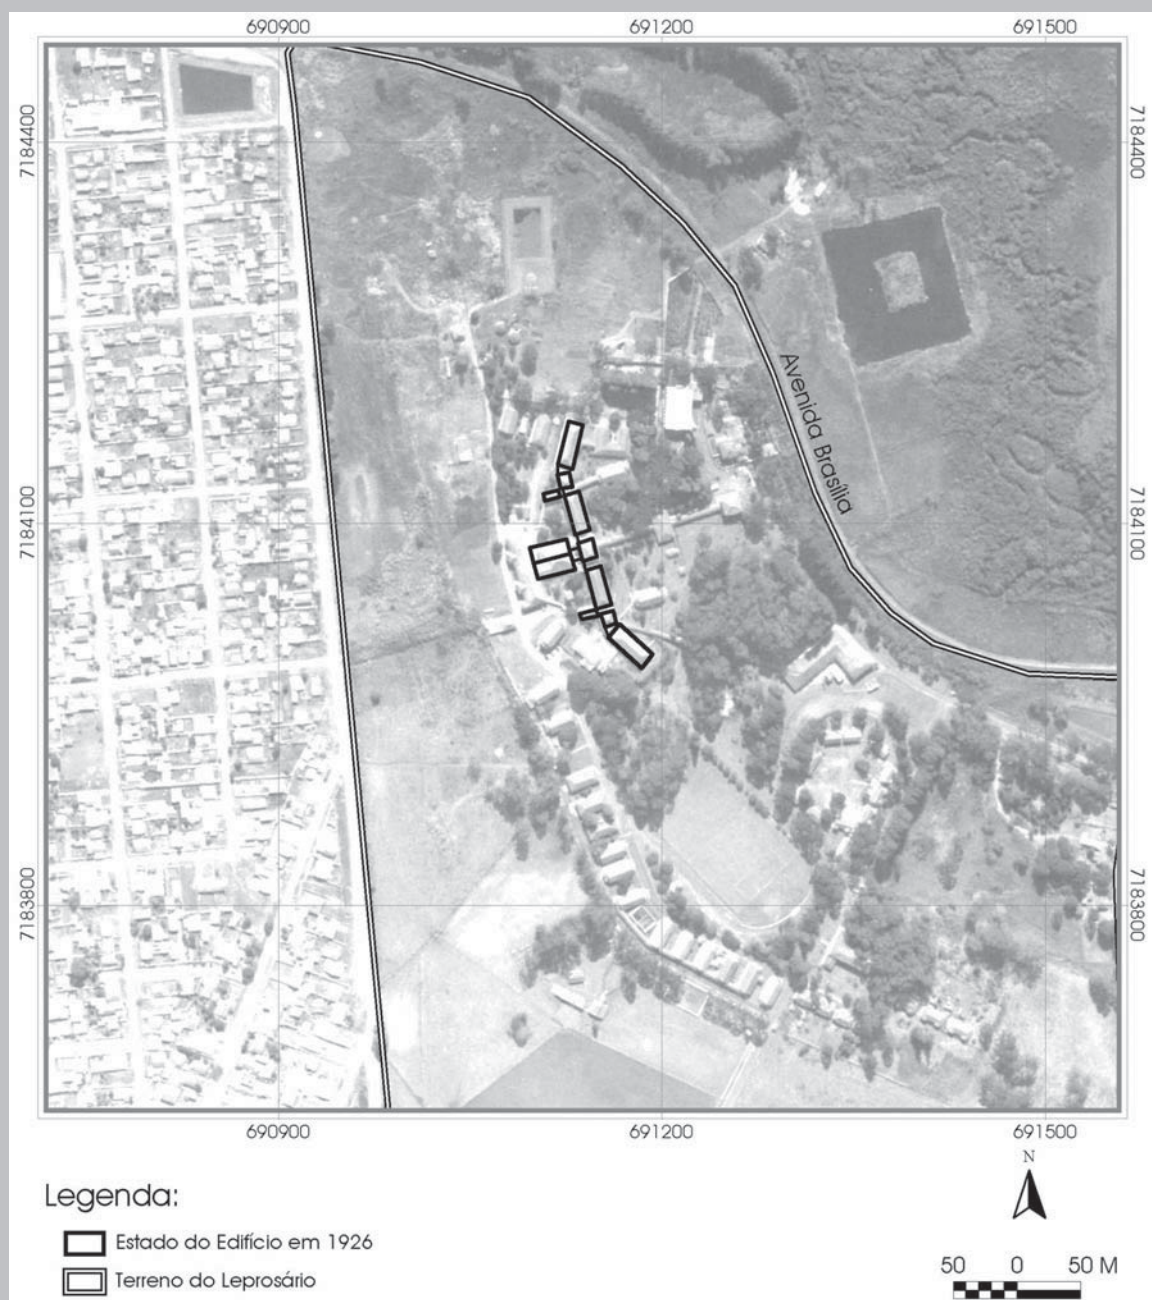 690900 691200 691500
7184400 7184400
Avenida Brasília
7184100 7184100
7183800 7183800
690900 691200 691500
N
Legenda:
Estado do Edifício em 1926
Terreno do Leprosário
50 0 50 M